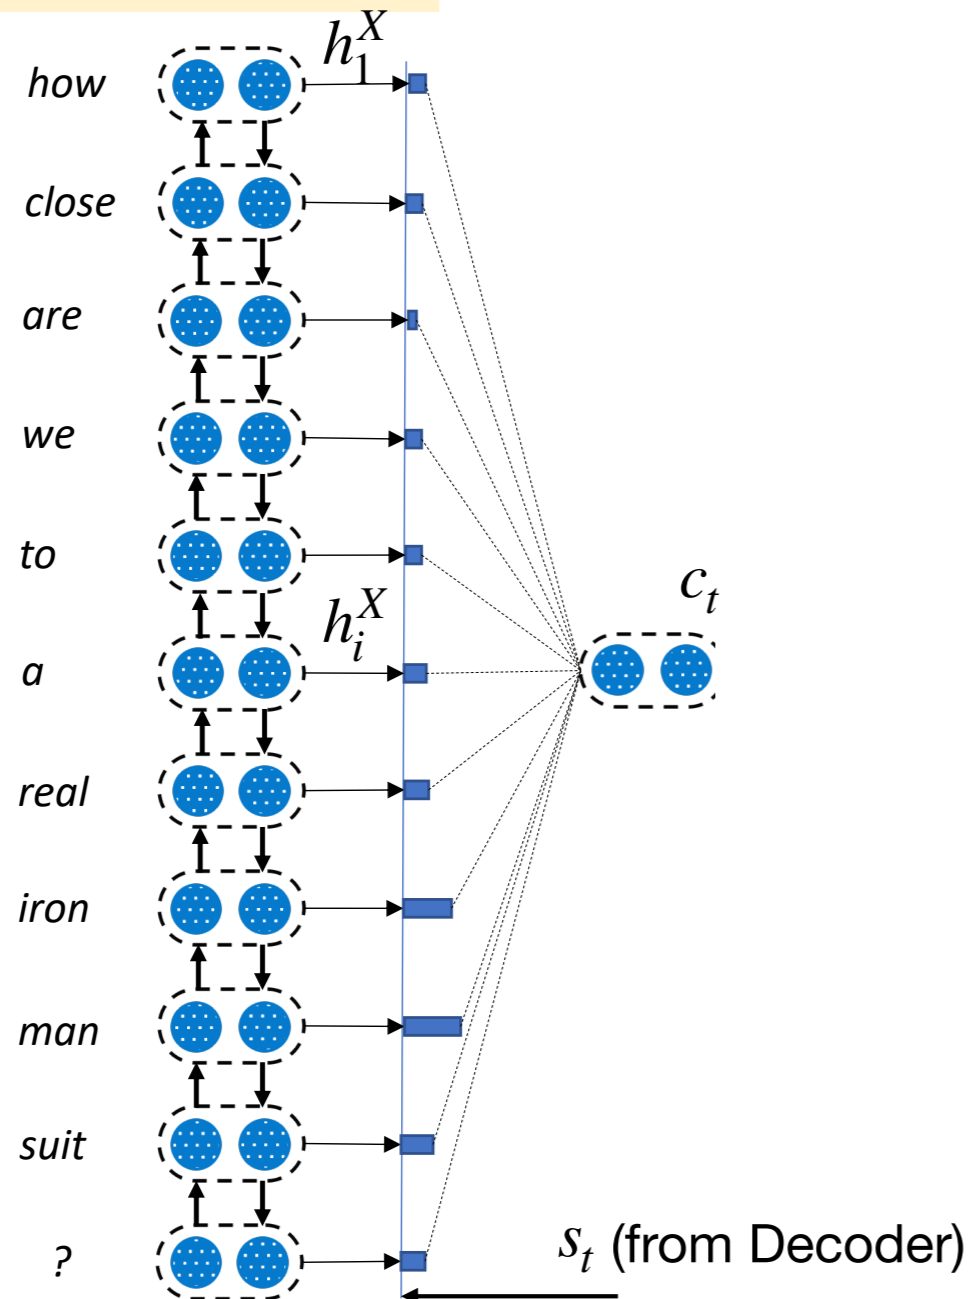 how
h_1^X
close
are
we
to
c_t
h_i^X
a
real
iron
man
suit
s_t (from Decoder)
?